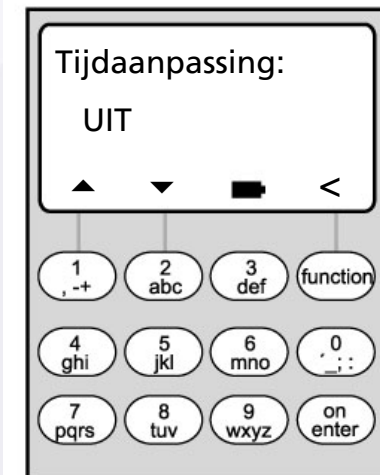 Tijdaanpassing:
UIT
<
1 2 3 function
, -+ abc def
4 5 6 0
ghi jkl mno ´_; :
7 8 9 on
pqrs tuv wxyz enter